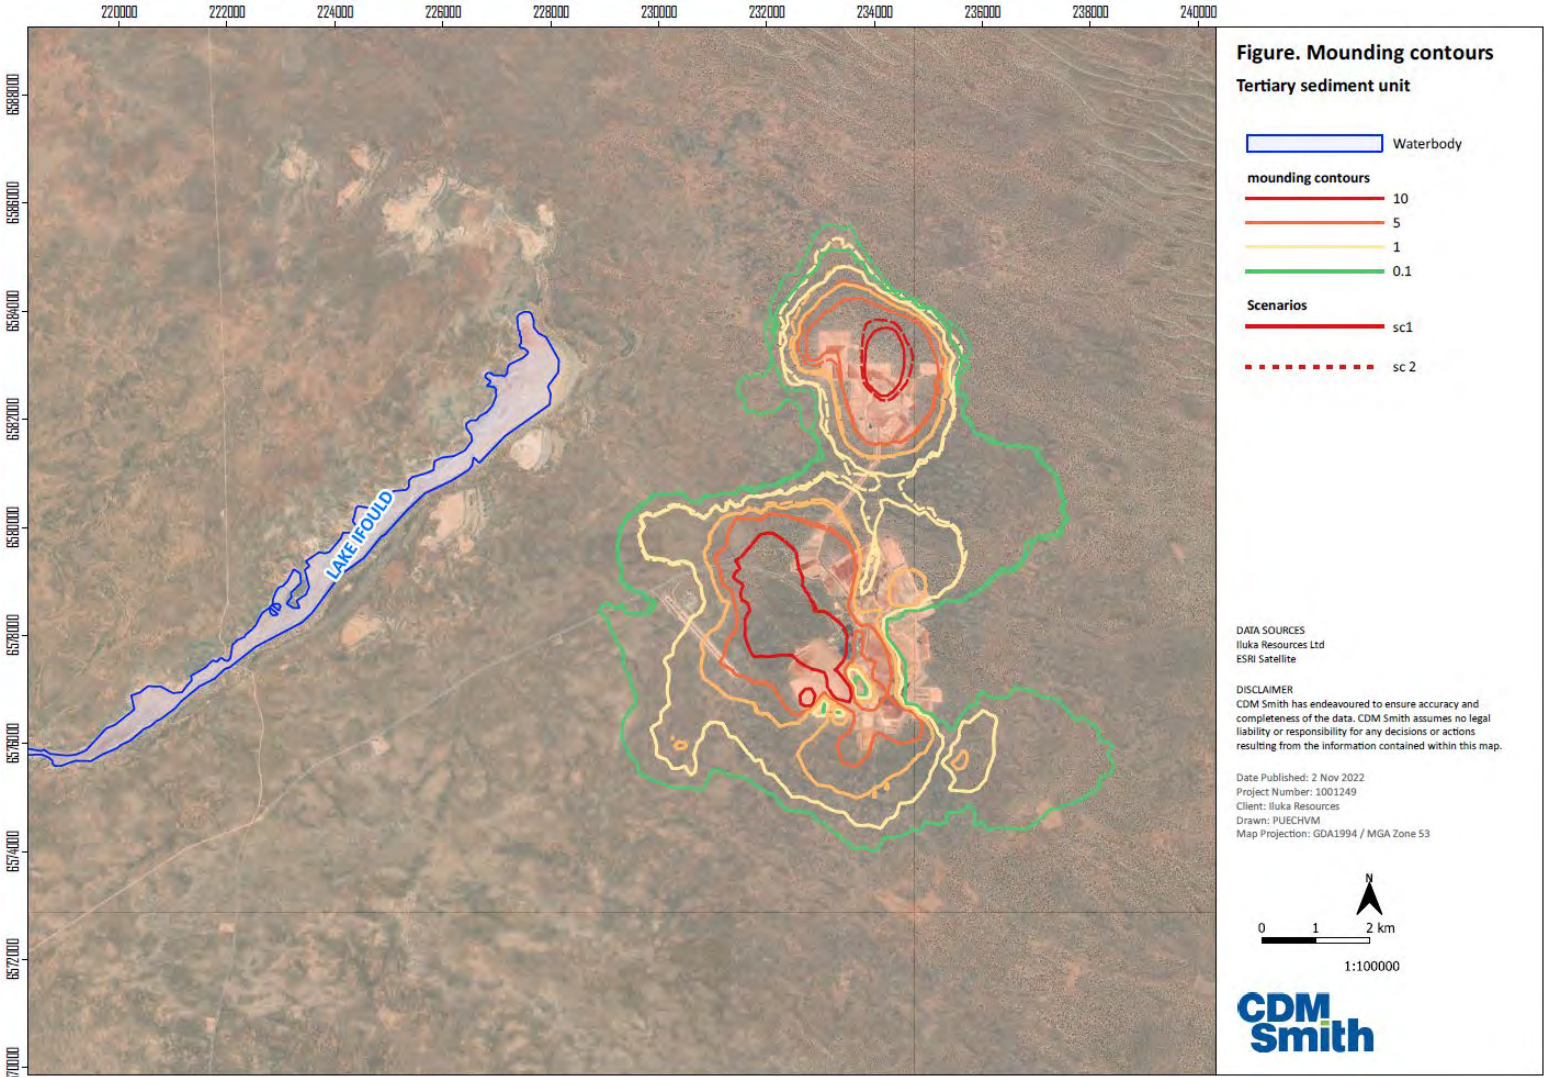 220000 222000 224000 226000 228000 230000 232000 234000 236000 238000 240000
6588000
6586000
6584000
6582000
6580000
6578000
6576000
6574000
6572000
LAKE IFOULD
Figure. Mounding contours
Tertiary sediment unit
Waterbody
mounding contours
10
5
1
0.1
Scenarios
sc1
sc 2
DATA SOURCES
Iluka Resources Ltd
ESRI Satellite
DISCLAIMER
CDM Smith has endeavoured to ensure accuracy and
completeness of the data. CDM Smith assumes no legal
liability or responsibility for any decisions or actions
resulting from the information contained within this map.
Date Published: 2 Nov 2022
Project Number: 1001249
Client: Iluka Resources
Drawn: PUECHVM
Map Projection: GDA1994 / MGA Zone 53
N
0 1 2 km
1:100000
CDM
Smith